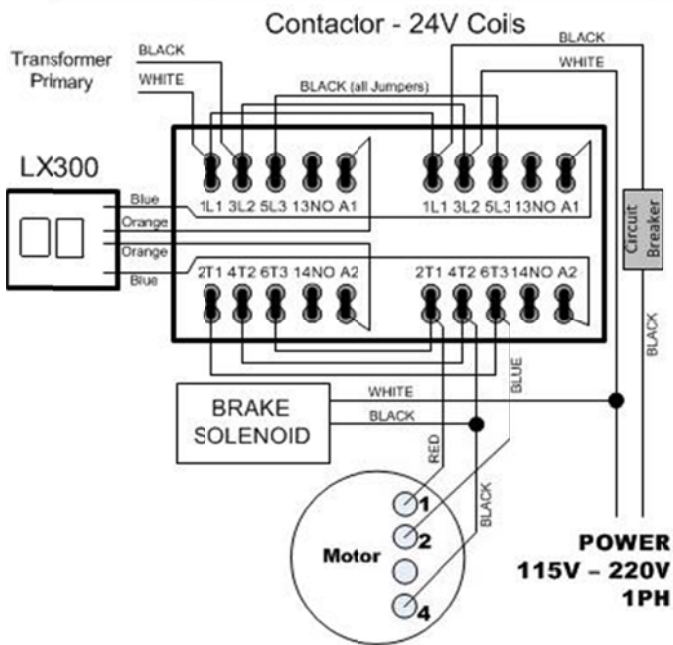 Contactor - 24V Coils
Transformer
Primary
BLACK
WHITE
BLACK (all Jumpers)
BLACK
WHITE
LX300
Blue
Orange
Orange
Blue
1L1 3L2 5L3 13NO A1
1L1 3L2 5L3 13NO A1
2T1 4T2 6T3 14NO A2
2T1 4T2 6T3 14NO A2
Circuit
Breaker
BLACK
BRAKE
SOLENOID
WHITE
BLACK
RED
BLUE
BLACK
Motor
1
2
4
POWER
115V – 220V
1PH